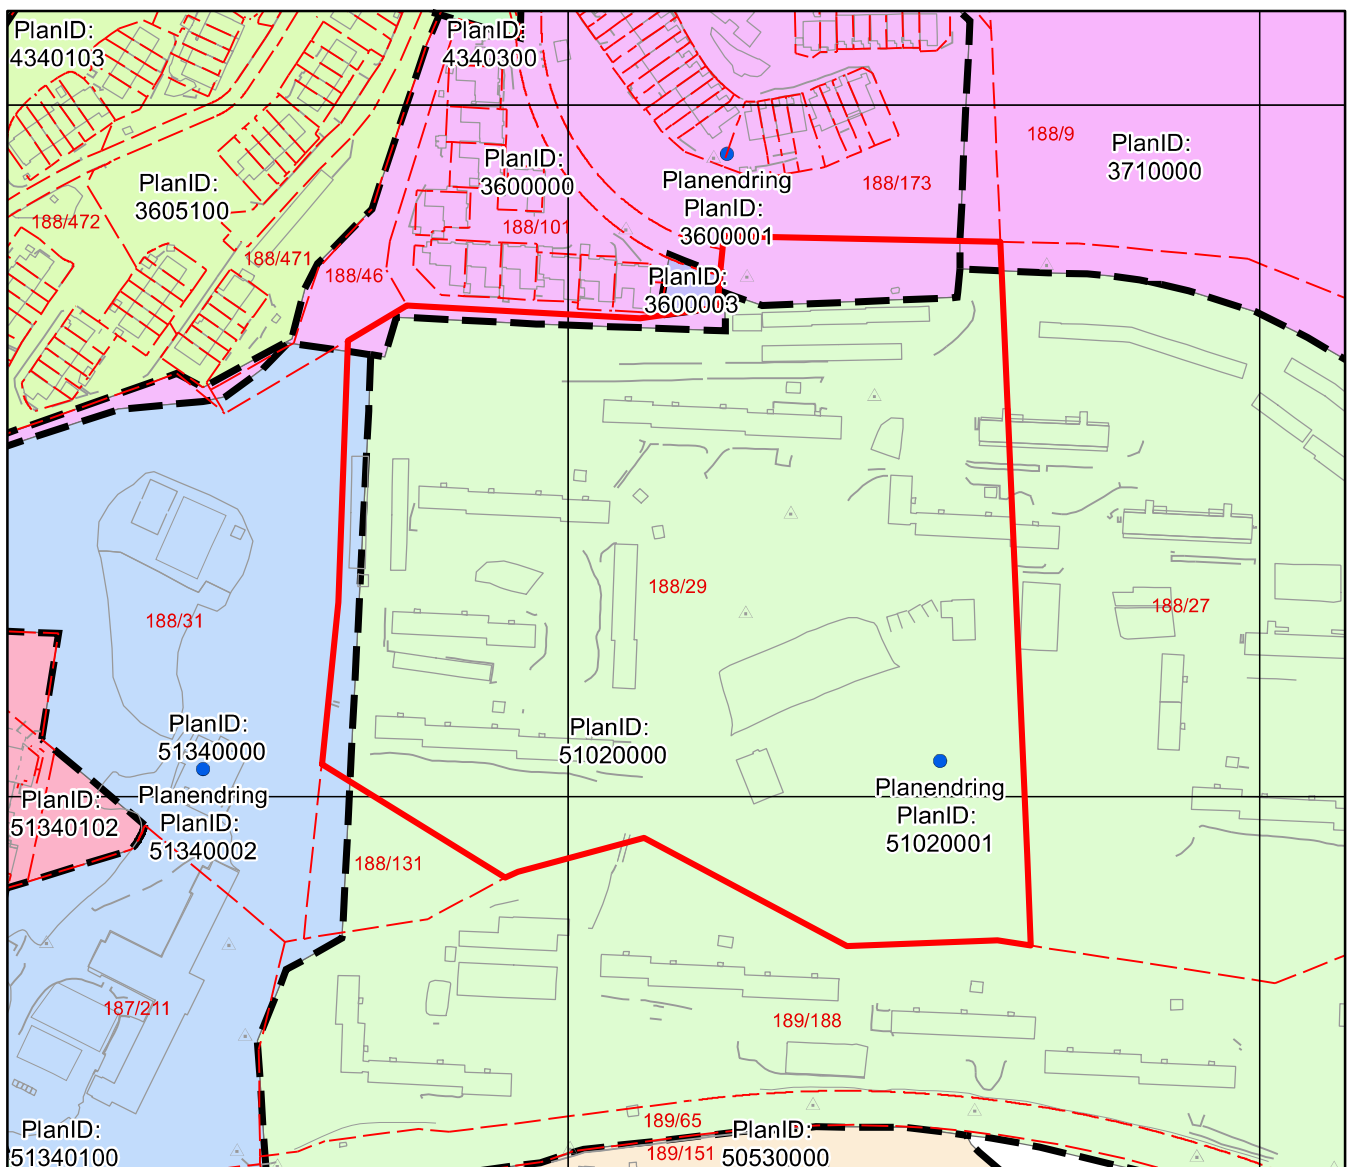 PlanID:
4340103
PlanID:
4340300
188/9
PlanID:
3710000
PlanID:
3605100
PlanID:
3600000
Planendring
PlanID:
3600001
188/173
188/472
188/101
188/471
188/46
PlanID:
3600003
188/29
188/31
188/27
PlanID:
51340000
PlanID:
51020000
PlanID:
51340102
Planendring
PlanID:
51340002
Planendring
PlanID:
51020001
188/131
187/211
189/188
189/65
PlanID:
51340100
189/151
PlanID:
50530000